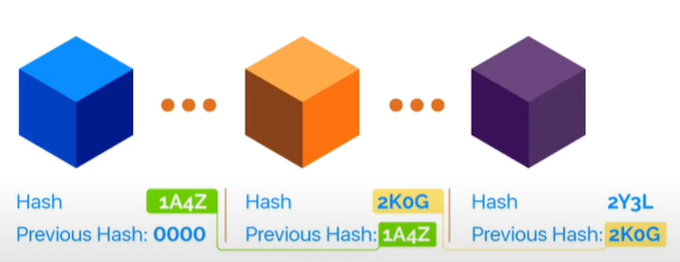 Hash 1A4Z
Previous Hash: 0000
Hash 2K0G
Previous Hash: 1A4Z
Hash 2Y3L
Previous Hash: 2K0G